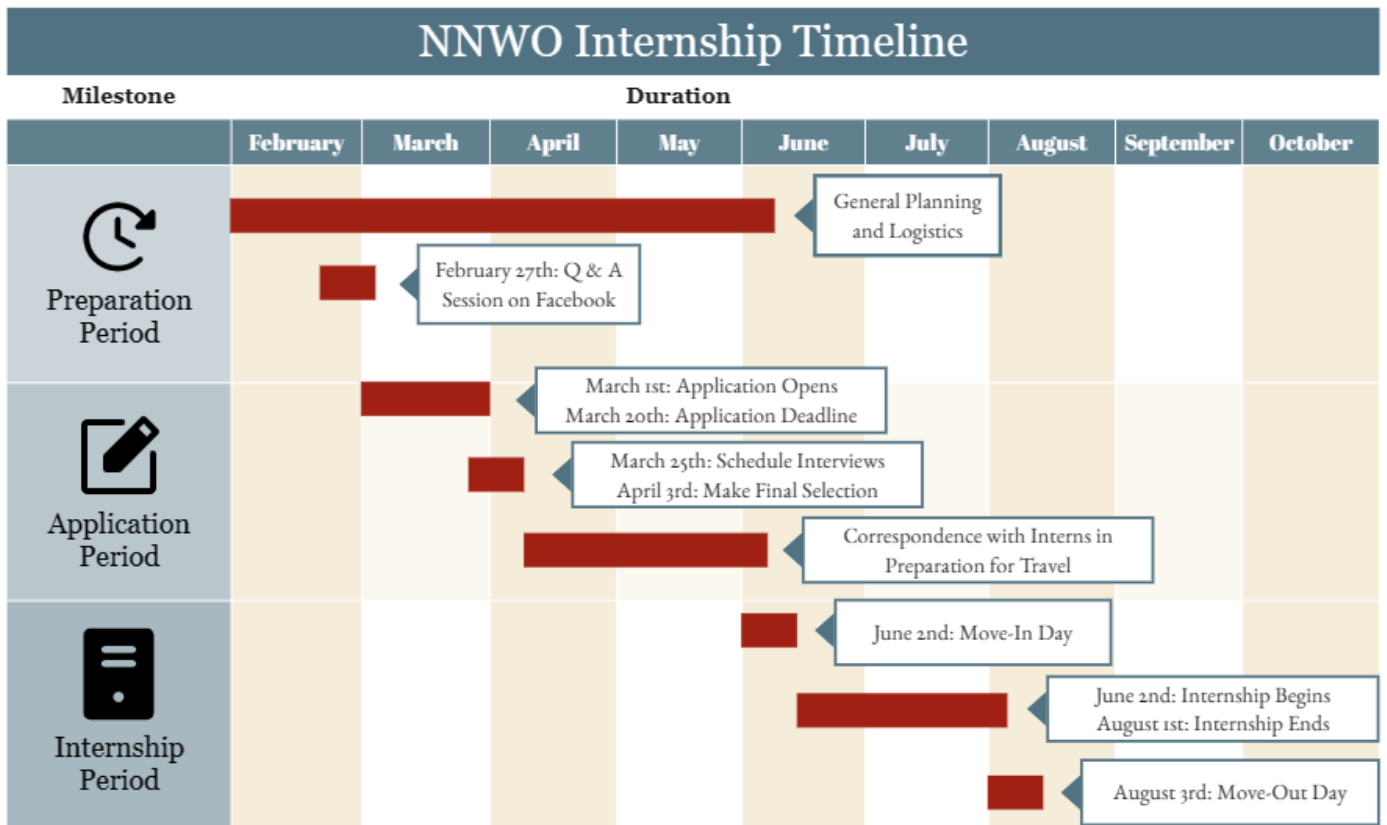 NNWO Internship Timeline
Milestone
Duration
February
March
April
May
June
July
August
September
October
Preparation
Period
General Planning
and Logistics
February 27th: Q & A
Session on Facebook
Application
Period
March 1st: Application Opens
March 20th: Application Deadline
March 25th: Schedule Interviews
April 3rd: Make Final Selection
Correspondence with Interns in
Preparation for Travel
Internship
Period
June 2nd: Move-In Day
June 2nd: Internship Begins
August 1st: Internship Ends
August 3rd: Move-Out Day